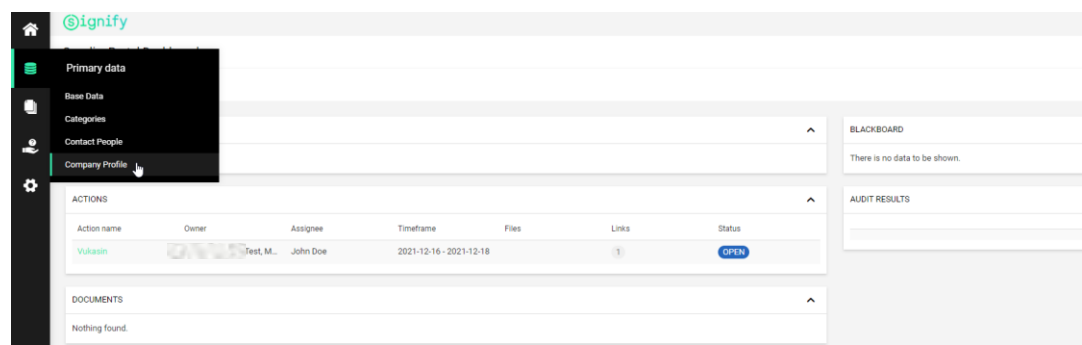 Signify
Primary data
Base Data
Categories
Contact People
Company Profile
BLACKBOARD
There is no data to be shown.
ACTIONS
AUDIT RESULTS
Action name Owner Assignee Timeframe Files Links Status
Vukasin Test, M... John Doe 2021-12-16 - 2021-12-18 1 OPEN
DOCUMENTS
Nothing found.